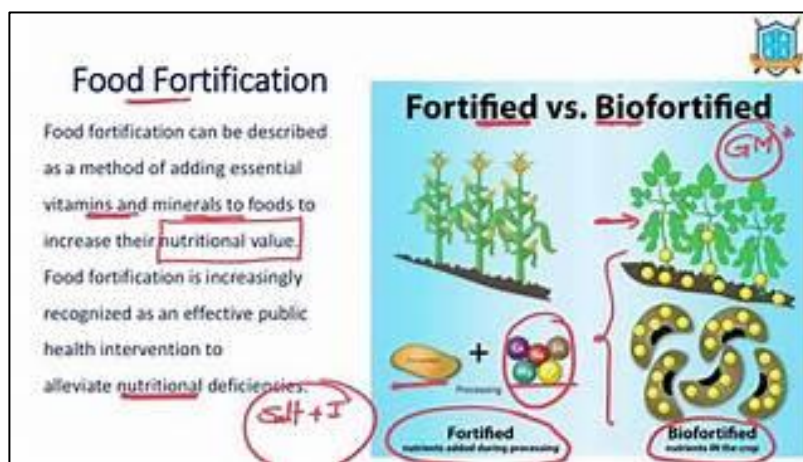 Food Fortification
Food fortification can be described
as a method of adding essential
vitamins and minerals to foods to
increase their nutritional value.
Food fortification is increasingly
recognized as an effective public
health intervention to
alleviate nutritional deficiencies.
Salt + I
Fortified vs. Biofortified
GM*
+
Processing
Fortified
nutrients added during processing
Biofortified
nutrients IN the crop